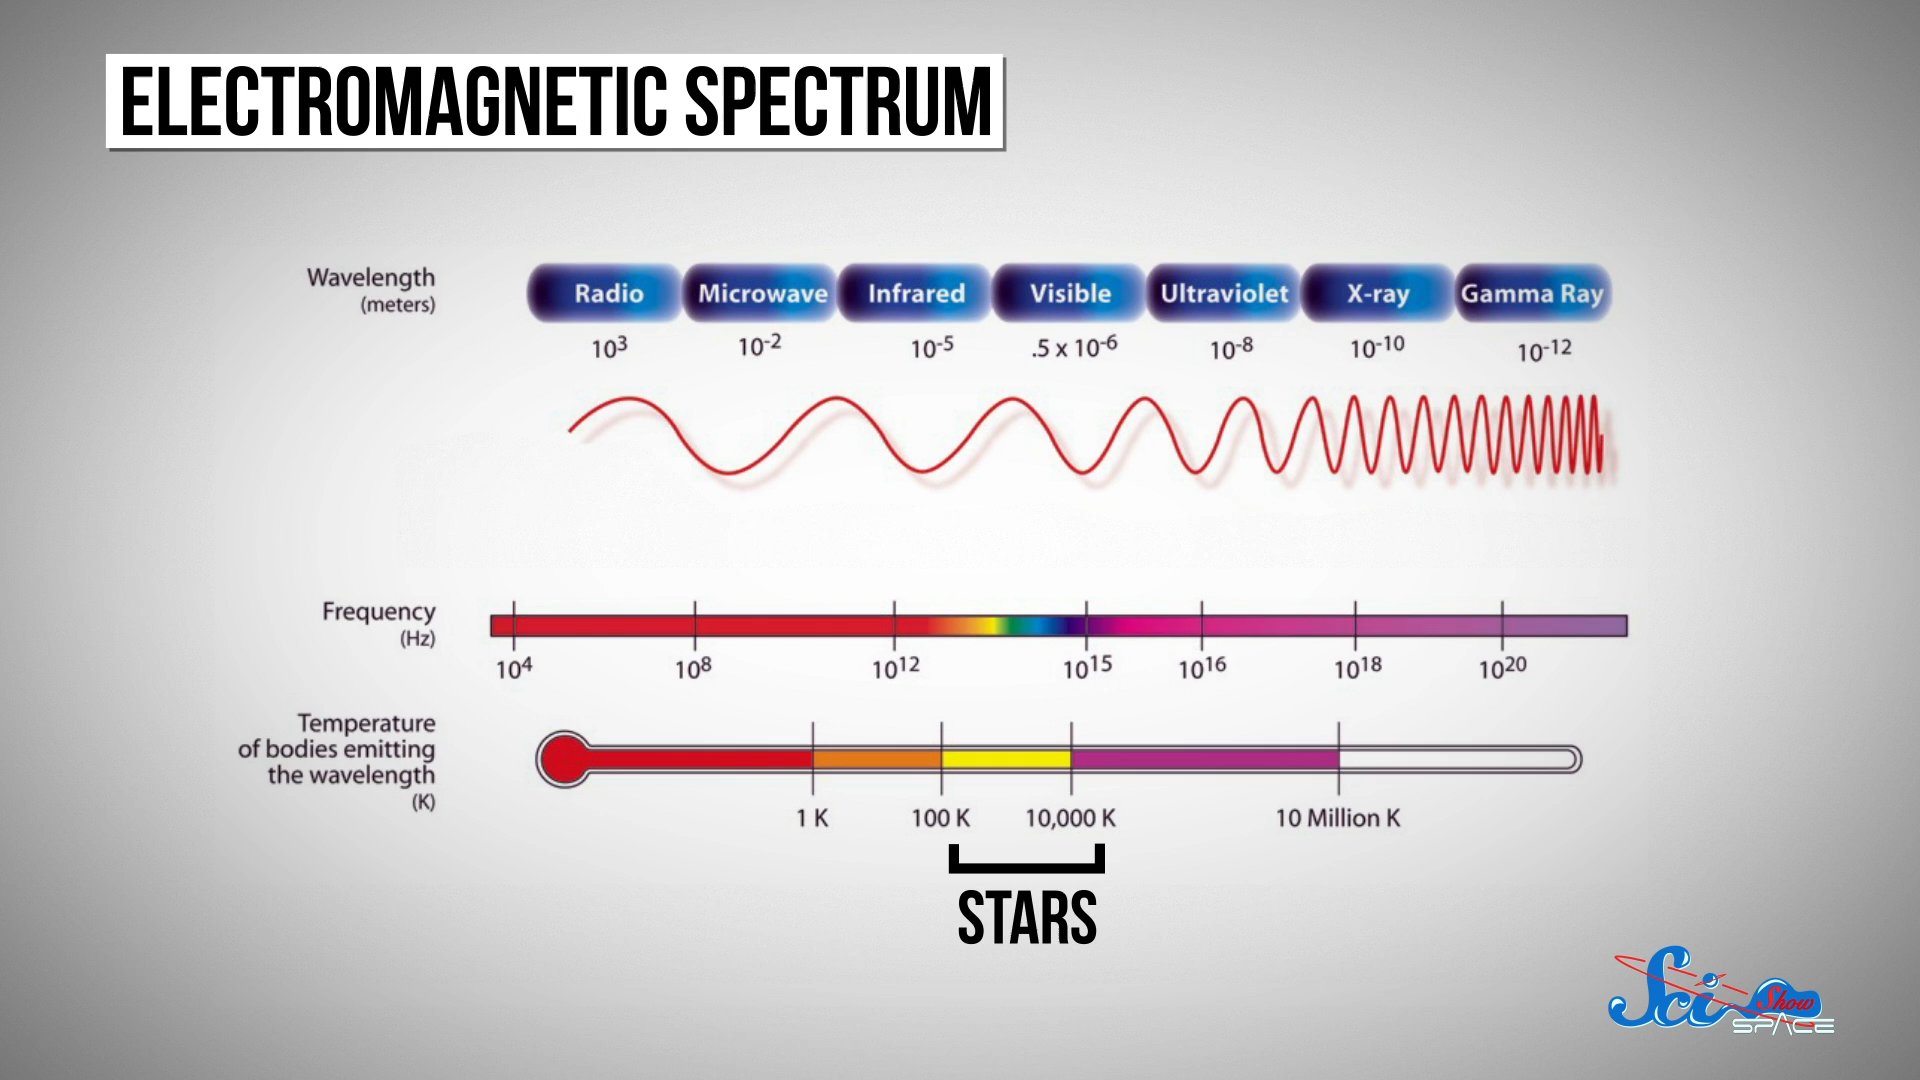 ELECTROMAGNETIC SPECTRUM
Wavelength
(meters)
Radio Microwave Infrared Visible Ultraviolet X-ray Gamma Ray
10³ 10⁻² 10⁻⁵ .5 x 10⁻⁶ 10⁻⁸ 10⁻¹⁰ 10⁻¹²
Frequency
(Hz)
10⁴ 10⁸ 10¹² 10¹⁵ 10¹⁶ 10¹⁸ 10²⁰
Temperature
of bodies emitting
the wavelength
(K)
1 K 100 K 10,000 K 10 Million K
STARS
Sci Show
SPACE